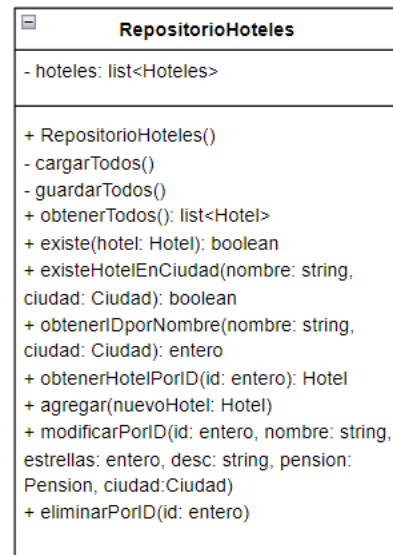 RepositorioHoteles
- hoteles: list<Hoteles>
+ RepositorioHoteles()
- cargarTodos()
- guardarTodos()
+ obtenerTodos(): list<Hotel>
+ existe(hotel: Hotel): boolean
+ existeHotelEnCiudad(nombre: string,
ciudad: Ciudad): boolean
+ obtenerIDporNombre(nombre: string,
ciudad: Ciudad): entero
+ obtenerHotelPorID(id: entero): Hotel
+ agregar(nuevoHotel: Hotel)
+ modificarPorID(id: entero, nombre: string,
estrellas: entero, desc: string, pension:
Pension, ciudad:Ciudad)
+ eliminarPorID(id: entero)